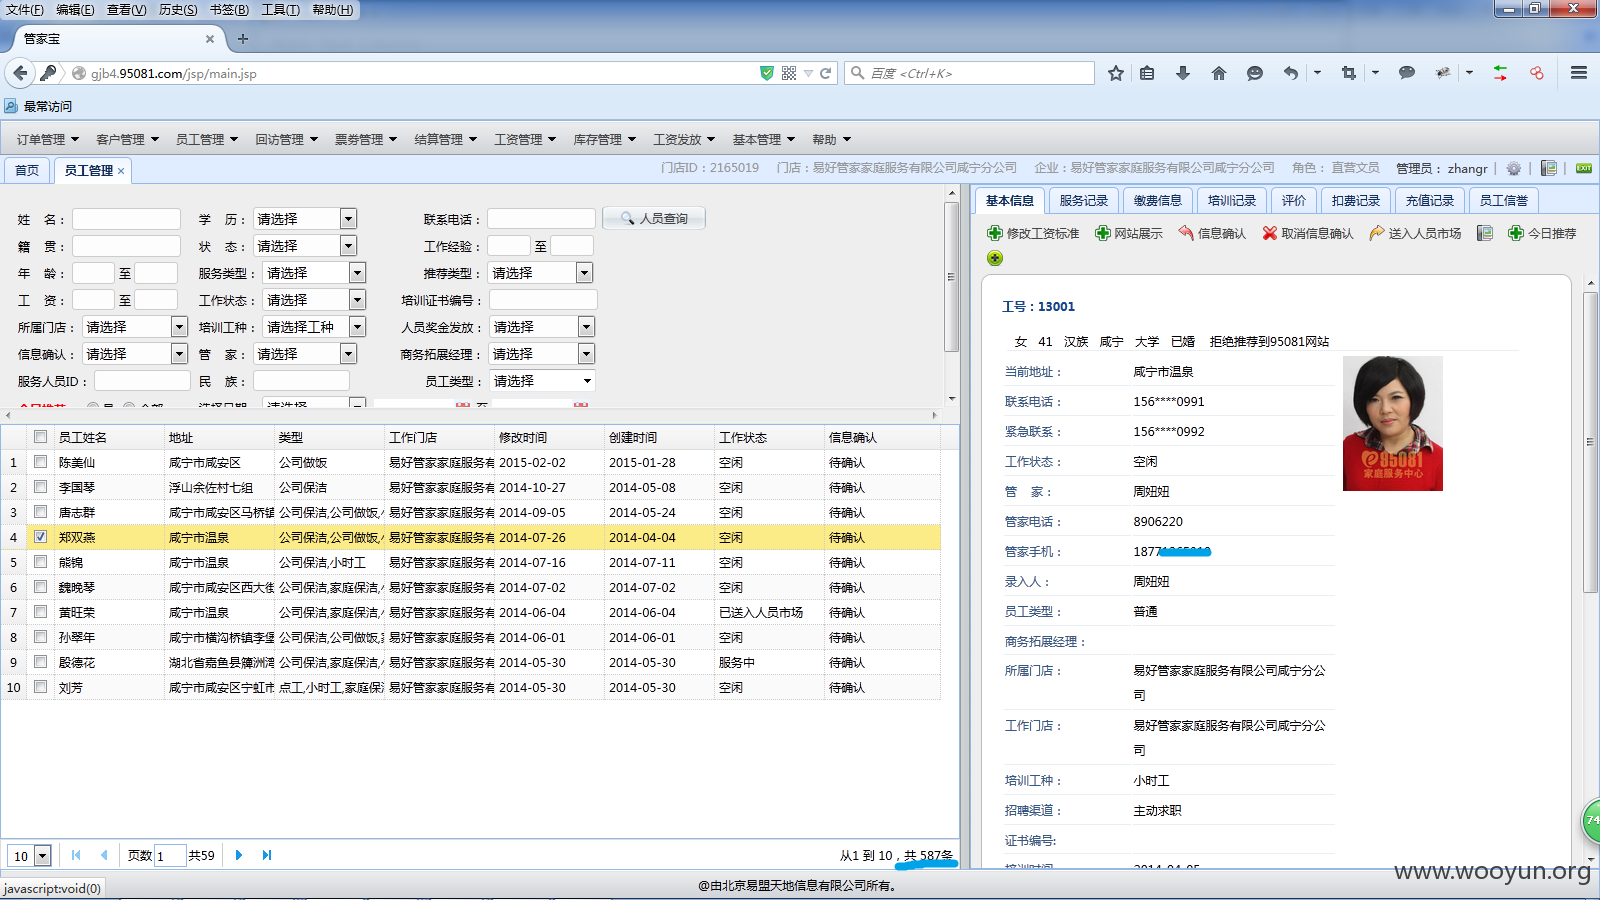 文件(F) 编辑(E) 查看(V) 历史(S) 书签(B) 工具(T) 帮助(H)
管家宝
gjb4.95081.com/jsp/main.jsp
百度 <Ctrl+K>
最常访问
订单管理 客户管理 员工管理 回访管理 票券管理 结算管理 工资管理 库存管理 工资发放 基本管理 帮助
首页 员工管理 门店ID：2165019 门店：易好管家家庭服务有限公司咸宁分公司 企业：易好管家家庭服务有限公司咸宁分公司 角色： 直营文员 管理员： zhangr EXIT
姓 名： 学 历： 请选择 联系电话： 人员查询
籍 贯： 状 态： 请选择 工作经验： 至
年 龄： 至 服务类型： 请选择 推荐类型： 请选择
工 资： 至 工作状态： 请选择 培训证书编号：
所属门店： 请选择 培训工种： 请选择工种 人员奖金发放： 请选择
信息确认： 请选择 管 家： 请选择 商务拓展经理： 请选择
服务人员ID： 民 族： 员工类型： 请选择
员工姓名 地址 类型 工作门店 修改时间 创建时间 工作状态 信息确认
1 陈美仙 咸宁市咸安区 公司做饭 易好管家家庭服务有 2015-02-02 2015-01-28 空闲 待确认
2 李国琴 浮山余佐村七组 公司保洁 易好管家家庭服务有 2014-10-27 2014-05-08 空闲 待确认
3 唐志群 咸宁市咸安区马桥镇 公司保洁,公司做饭, 易好管家家庭服务有 2014-09-05 2014-05-24 空闲 待确认
4 郑双燕 咸宁市温泉 公司保洁,公司做饭, 易好管家家庭服务有 2014-07-26 2014-04-04 空闲 待确认
5 熊锦 咸宁市温泉 公司保洁,小时工 易好管家家庭服务有 2014-07-16 2014-07-11 空闲 待确认
6 魏晚琴 咸宁市咸安区西大街 公司保洁,家庭保洁, 易好管家家庭服务有 2014-07-02 2014-07-02 空闲 待确认
7 黄旺荣 咸宁市温泉 公司保洁,家庭保洁, 易好管家家庭服务有 2014-06-04 2014-06-04 已送入人员市场 待确认
8 孙翠年 咸宁市横沟桥镇李堡 公司保洁,公司做饭, 易好管家家庭服务有 2014-06-01 2014-06-01 空闲 待确认
9 殷德花 湖北省嘉鱼县簰洲湾 公司保洁,家庭保洁, 易好管家家庭服务有 2014-05-30 2014-05-30 服务中 待确认
10 刘芳 咸宁市咸安区宁虹市 点工,小时工,家庭保洁 易好管家家庭服务有 2014-05-30 2014-05-30 空闲 待确认
10 页数 1 共59 从1 到 10，共 587条
基本信息 服务记录 缴费信息 培训记录 评价 扣费记录 充值记录 员工信誉
修改工资标准 网站展示 信息确认 取消信息确认 送入人员市场 今日推荐
工号：13001
女 41 汉族 咸宁 大学 已婚 拒绝推荐到95081网站
当前地址： 咸宁市温泉
联系电话： 156****0991
紧急联系： 156****0992
工作状态： 空闲
管 家： 周妞妞
管家电话： 8906220
管家手机： 1877
录入人： 周妞妞
员工类型： 普通
商务拓展经理：
所属门店： 易好管家家庭服务有限公司咸宁分公
司
工作门店： 易好管家家庭服务有限公司咸宁分公
司
培训工种： 小时工
招聘渠道： 主动求职
证书编号：
培训时间 2014-04-05
95081
家庭服务中心
74
javascript:void(0)
@由北京易盟天地信息有限公司所有。
www.wooyun.org